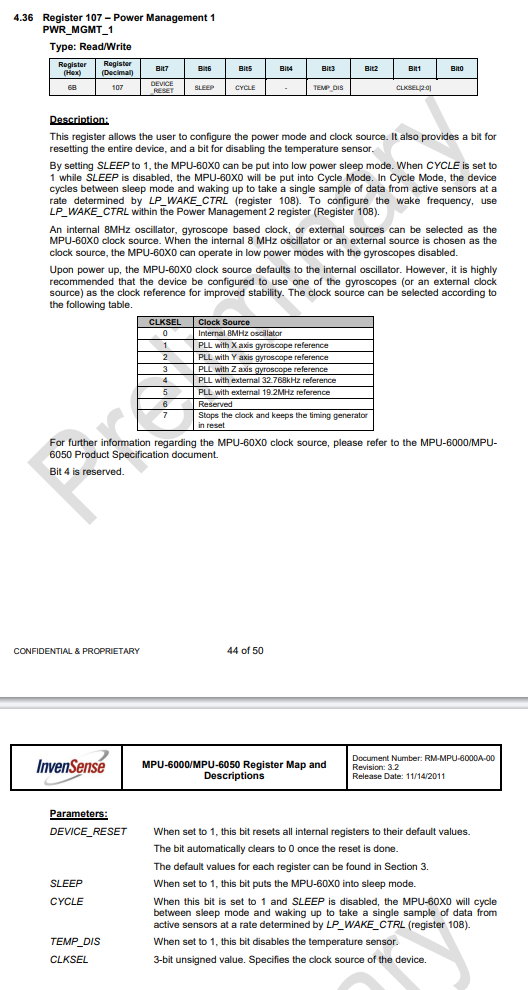 4.36 Register 107 – Power Management 1
PWR_MGMT_1
Type: Read/Write
Register (Hex) Register (Decimal) Bit7 Bit6 Bit5 Bit4 Bit3 Bit2 Bit1 Bit0
6B 107 DEVICE _RESET SLEEP CYCLE - TEMP_DIS CLKSEL[2:0]
Description:
This register allows the user to configure the power mode and clock source. It also provides a bit for
resetting the entire device, and a bit for disabling the temperature sensor.
By setting SLEEP to 1, the MPU-60X0 can be put into low power sleep mode. When CYCLE is set to
1 while SLEEP is disabled, the MPU-60X0 will be put into Cycle Mode. In Cycle Mode, the device
cycles between sleep mode and waking up to take a single sample of data from active sensors at a
rate determined by LP_WAKE_CTRL (register 108). To configure the wake frequency, use
LP_WAKE_CTRL within the Power Management 2 register (Register 108).
An internal 8MHz oscillator, gyroscope based clock, or external sources can be selected as the
MPU-60X0 clock source. When the internal 8 MHz oscillator or an external source is chosen as the
clock source, the MPU-60X0 can operate in low power modes with the gyroscopes disabled.
Upon power up, the MPU-60X0 clock source defaults to the internal oscillator. However, it is highly
recommended that the device be configured to use one of the gyroscopes (or an external clock
source) as the clock reference for improved stability. The clock source can be selected according to
the following table.
CLKSEL Clock Source
0 Internal 8MHz oscillator
1 PLL with X axis gyroscope reference
2 PLL with Y axis gyroscope reference
3 PLL with Z axis gyroscope reference
4 PLL with external 32.768kHz reference
5 PLL with external 19.2MHz reference
6 Reserved
7 Stops the clock and keeps the timing generator
in reset
For further information regarding the MPU-60X0 clock source, please refer to the MPU-6000/MPU-
6050 Product Specification document.
Bit 4 is reserved.
Preliminary
CONFIDENTIAL & PROPRIETARY 44 of 50
InvenSense
MPU-6000/MPU-6050 Register Map and
Descriptions
Document Number: RM-MPU-6000A-00
Revision: 3.2
Release Date: 11/14/2011
Parameters:
DEVICE_RESET When set to 1, this bit resets all internal registers to their default values.
The bit automatically clears to 0 once the reset is done.
The default values for each register can be found in Section 3.
SLEEP When set to 1, this bit puts the MPU-60X0 into sleep mode.
CYCLE When this bit is set to 1 and SLEEP is disabled, the MPU-60X0 will cycle
between sleep mode and waking up to take a single sample of data from
active sensors at a rate determined by LP_WAKE_CTRL (register 108).
TEMP_DIS When set to 1, this bit disables the temperature sensor.
CLKSEL 3-bit unsigned value. Specifies the clock source of the device.